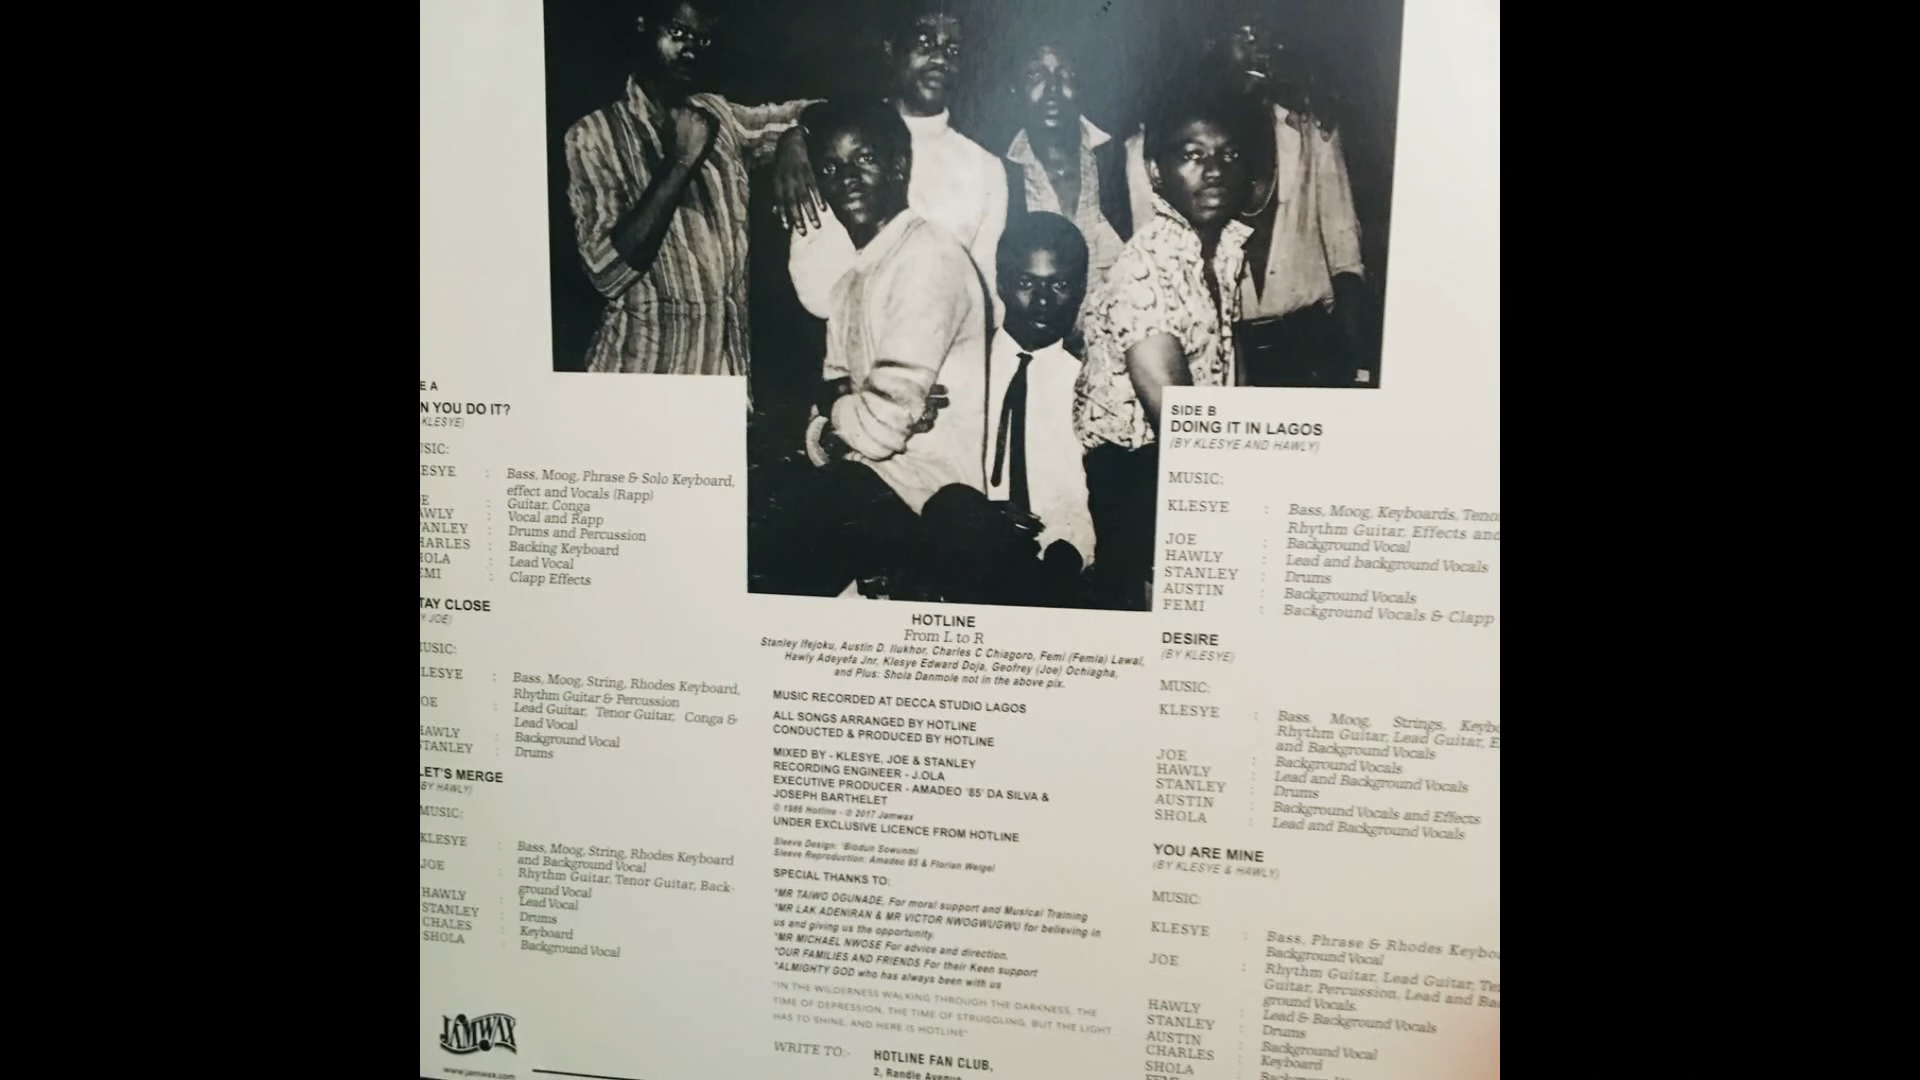 E A
N YOU DO IT?
KLESYE)
SIC:
ESYE : Bass, Moog, Phrase & Solo Keyboard,
effect and Vocals (Rapp)
E : Guitar, Conga
AWLY : Vocal and Rapp
TANLEY : Drums and Percussion
HARLES : Backing Keyboard
HOLA : Lead Vocal
EMI : Clapp Effects
TAY CLOSE
Y JOE)
USIC:
LESYE : Bass, Moog, String, Rhodes Keyboard,
Rhythm Guitar & Percussion
OE : Lead Guitar, Tenor Guitar, Conga &
Lead Vocal
HAWLY : Background Vocal
STANLEY : Drums
LET'S MERGE
(BY HAWLY)
MUSIC:
KLESYE : Bass, Moog, String, Rhodes Keyboard
and Background Vocal
JOE : Rhythm Guitar, Tenor Guitar, Back-
ground Vocal
HAWLY : Lead Vocal
STANLEY : Drums
CHALES : Keyboard
SHOLA : Background Vocal
JAMWAX
www.jamwax.com
HOTLINE
From L to R
Stanley Ifejoku, Austin D. Ilukhor, Charles C Chiagoro, Femi (Femia) Lawal,
Hawly Adeyefa Jnr, Klesye Edward Doja, Geofrey (Joe) Ochiagha,
and Plus: Shola Danmole not in the above pix.
MUSIC RECORDED AT DECCA STUDIO LAGOS
ALL SONGS ARRANGED BY HOTLINE
CONDUCTED & PRODUCED BY HOTLINE
MIXED BY - KLESYE, JOE & STANLEY
RECORDING ENGINEER - J.OLA
EXECUTIVE PRODUCER - AMADEO '85' DA SILVA &
JOSEPH BARTHELET
Hotline - 2017 Jamwax
UNDER EXCLUSIVE LICENCE FROM HOTLINE
Sleeve Design: 'Biodun Sowunmi
Sleeve Reproduction: Amadeo 85 & Florian Weigel
SPECIAL THANKS TO:
*MR TAIWO OGUNADE, For moral support and Musical Training
*MR LAK ADENIRAN & MR VICTOR NWOGWUGWU for believing in
us and giving us the opportunity.
*MR MICHAEL NWOSE For advice and direction.
*OUR FAMILIES AND FRIENDS For their Keen support
*ALMIGHTY GOD who has always been with us
"IN THE WILDERNESS WALKING THROUGH THE DARKNESS, THE
TIME OF DEPRESSION, THE TIME OF STRUGGLING, BUT THE LIGHT
HAS TO SHINE, AND HERE IS HOTLINE"
WRITE TO:- HOTLINE FAN CLUB,
2, Randle Avenue
SIDE B
DOING IT IN LAGOS
(BY KLESYE AND HAWLY)
MUSIC:
KLESYE : Bass, Moog, Keyboards, Teno
Rhythm Guitar, Effects and
JOE : Background Vocal
HAWLY : Lead and background Vocals
STANLEY : Drums
AUSTIN : Background Vocals
FEMI : Background Vocals & Clapp
DESIRE
(BY KLESYE)
MUSIC:
KLESYE : Bass, Moog, Strings, Keyb
Rhythm Guitar, Lead Guitar, E
and Background Vocals
JOE : Background Vocals
HAWLY : Lead and Background Vocals
STANLEY : Drums
AUSTIN : Background Vocals and Effects
SHOLA : Lead and Background Vocals
YOU ARE MINE
(BY KLESYE & HAWLY)
MUSIC:
KLESYE : Bass, Phrase & Rhodes Keybo
Background Vocal
JOE : Rhythm Guitar, Lead Guitar, Te
Guitar, Percussion, Lead and Ba
ground Vocals.
HAWLY : Lead & Background Vocals
STANLEY : Drums
AUSTIN : Background Vocal
CHARLES : Keyboard
SHOLA